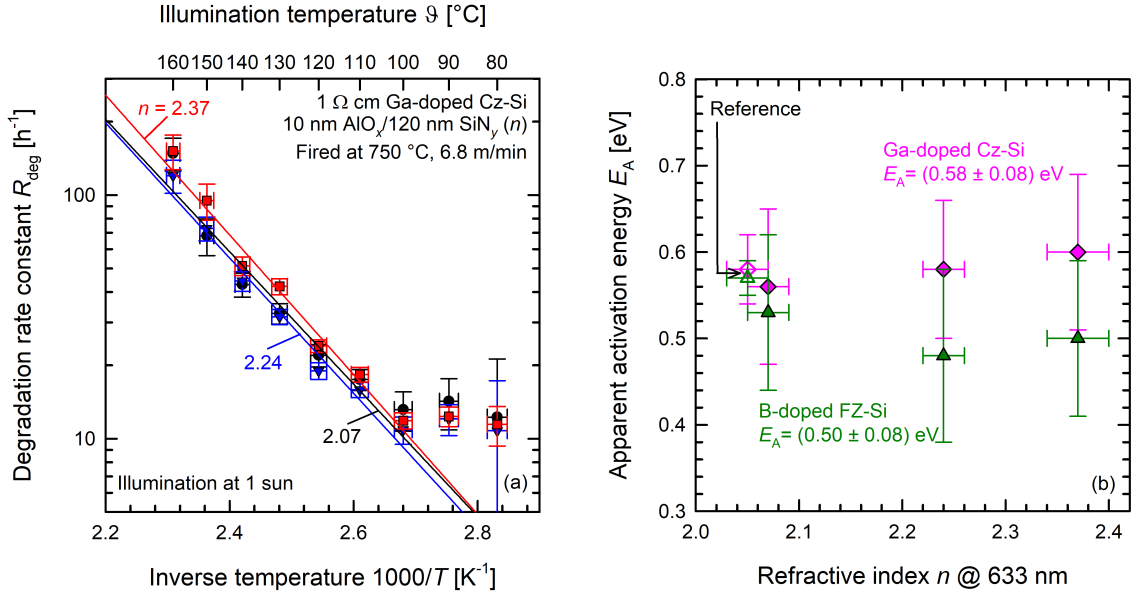 Illumination temperature ϑ [°C]
160 150 140 130 120 110 100 90 80
n = 2.37
1 Ω cm Ga-doped Cz-Si
10 nm AlOₓ/120 nm SiNᵧ (n)
Fired at 750 °C, 6.8 m/min
Degradation rate constant R_deg [h⁻¹]
100
10
2.24
2.07
Illumination at 1 sun
(a)
2.2 2.4 2.6 2.8
Inverse temperature 1000/T [K⁻¹]
Apparent activation energy E_A [eV]
0.8
0.7
0.6
0.5
0.4
0.3
Reference
Ga-doped Cz-Si
E_A= (0.58 ± 0.08) eV
B-doped FZ-Si
E_A= (0.50 ± 0.08) eV
(b)
2.0 2.1 2.2 2.3 2.4
Refractive index n @ 633 nm